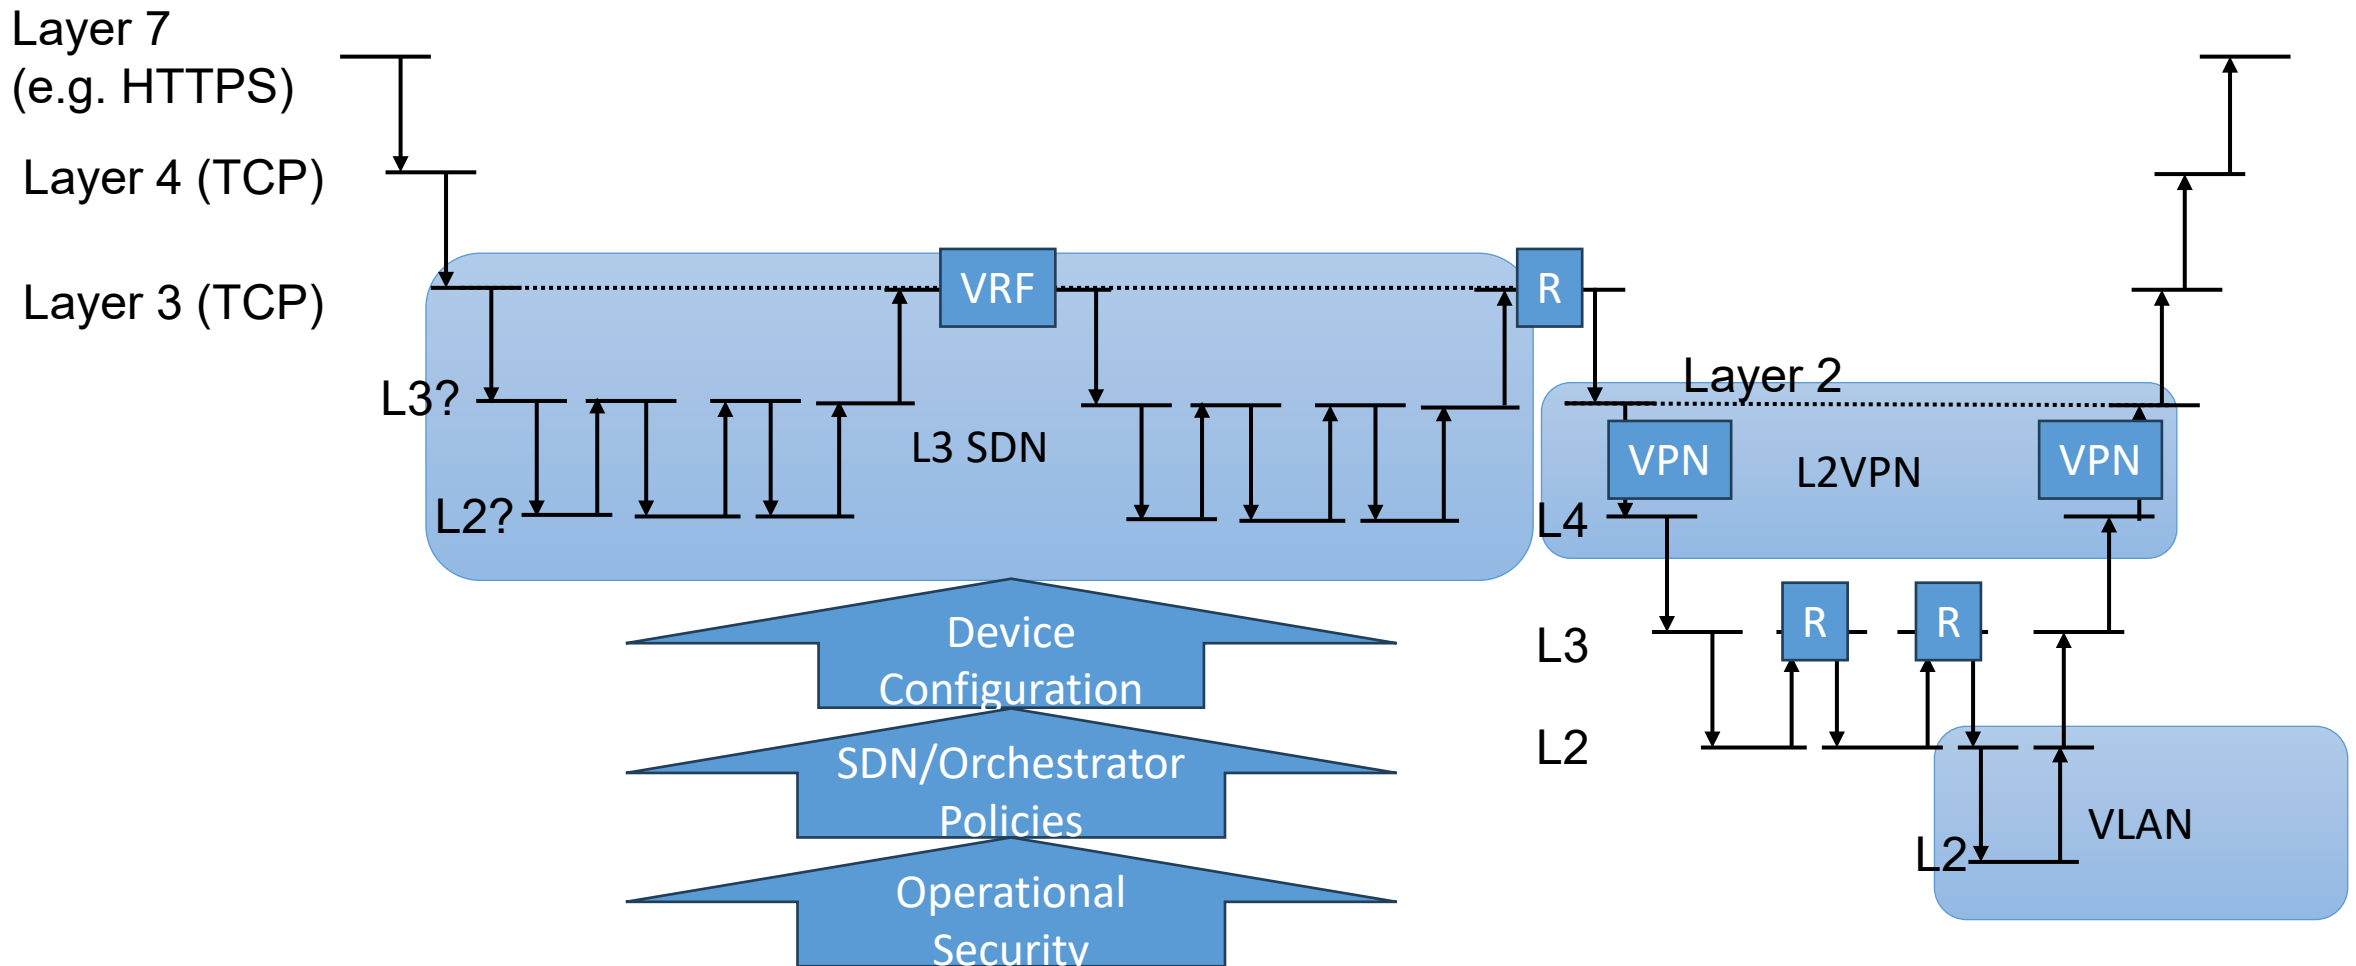 Layer 7
(e.g. HTTPS)
Layer 4 (TCP)
Layer 3 (TCP)
VRF
R
L3?
L3 SDN
L2?
Layer 2
VPN
L2VPN
VPN
L4
Device
Configuration
L3
R
R
SDN/Orchestrator
Policies
L2
VLAN
L2
Operational
Security